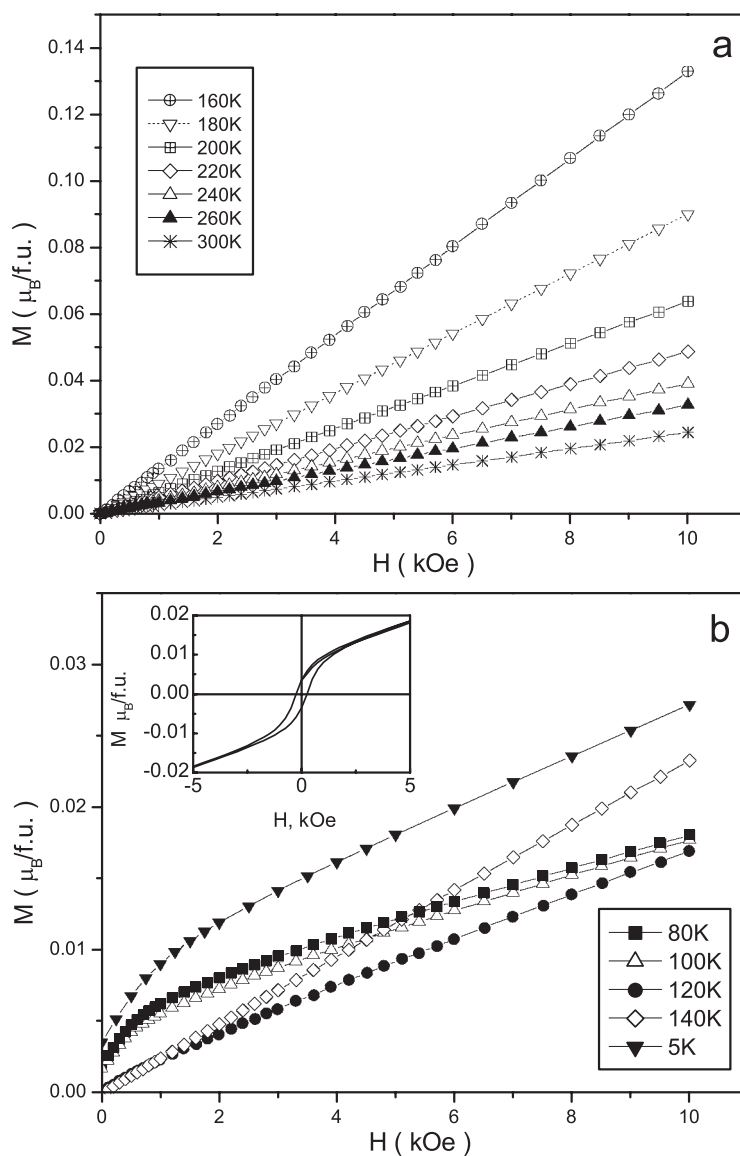 a
0.14
0.12
0.10
0.08
0.06
0.04
0.02
0.00
M ( μB/f.u.)
160K
180K
200K
220K
240K
260K
300K
0 2 4 6 8 10
H ( kOe )
b
0.03
0.02
0.01
0.00
M ( μB/f.u.)
0.02
0.01
0.00
-0.01
-0.02
M μB/f.u.
-5 0 5
H, kOe
80K
100K
120K
140K
5K
0 2 4 6 8 10
H ( kOe )